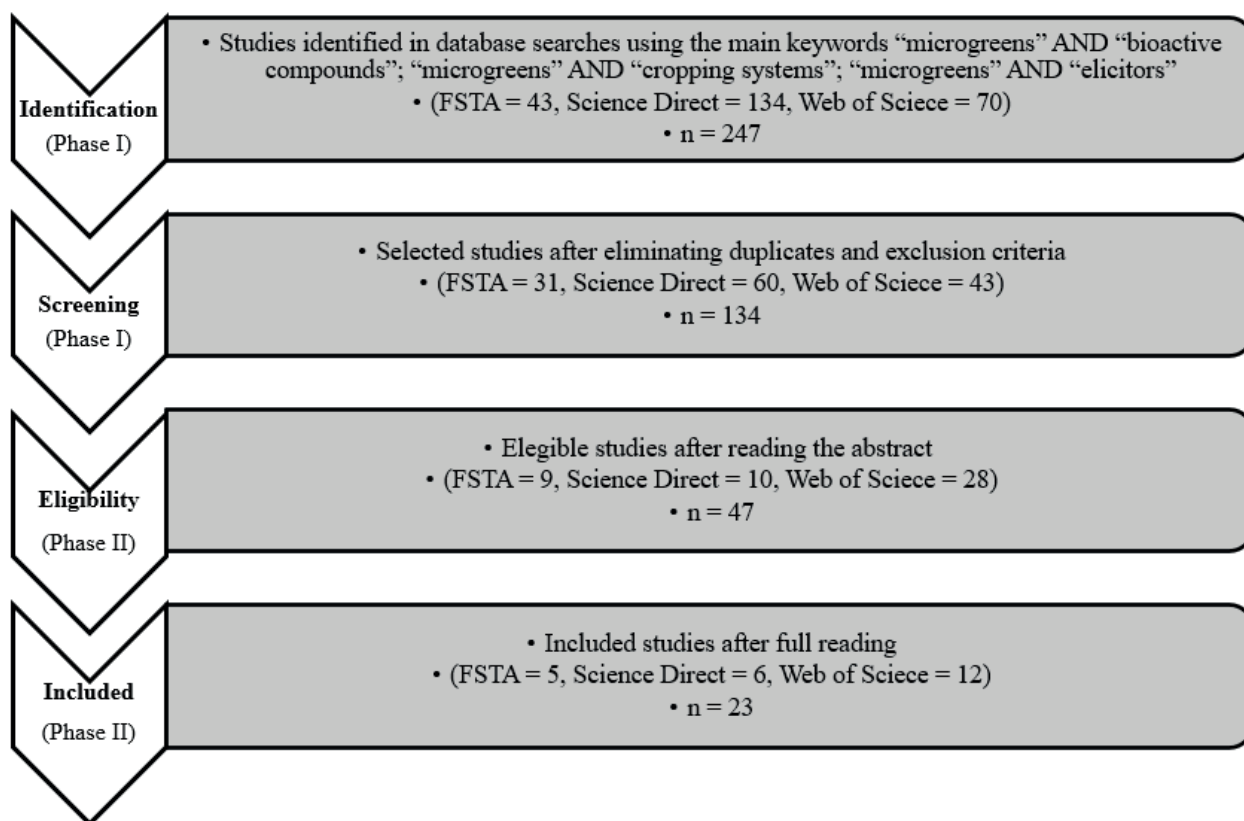 Identification
(Phase I)
• Studies identified in database searches using the main keywords “microgreens” AND “bioactive
compounds”; “microgreens” AND “cropping systems”; “microgreens” AND “elicitors”
• (FSTA = 43, Science Direct = 134, Web of Sciece = 70)
• n = 247
Screening
(Phase I)
• Selected studies after eliminating duplicates and exclusion criteria
• (FSTA = 31, Science Direct = 60, Web of Sciece = 43)
• n = 134
Eligibility
(Phase II)
• Elegible studies after reading the abstract
• (FSTA = 9, Science Direct = 10, Web of Sciece = 28)
• n = 47
Included
(Phase II)
• Included studies after full reading
• (FSTA = 5, Science Direct = 6, Web of Sciece = 12)
• n = 23